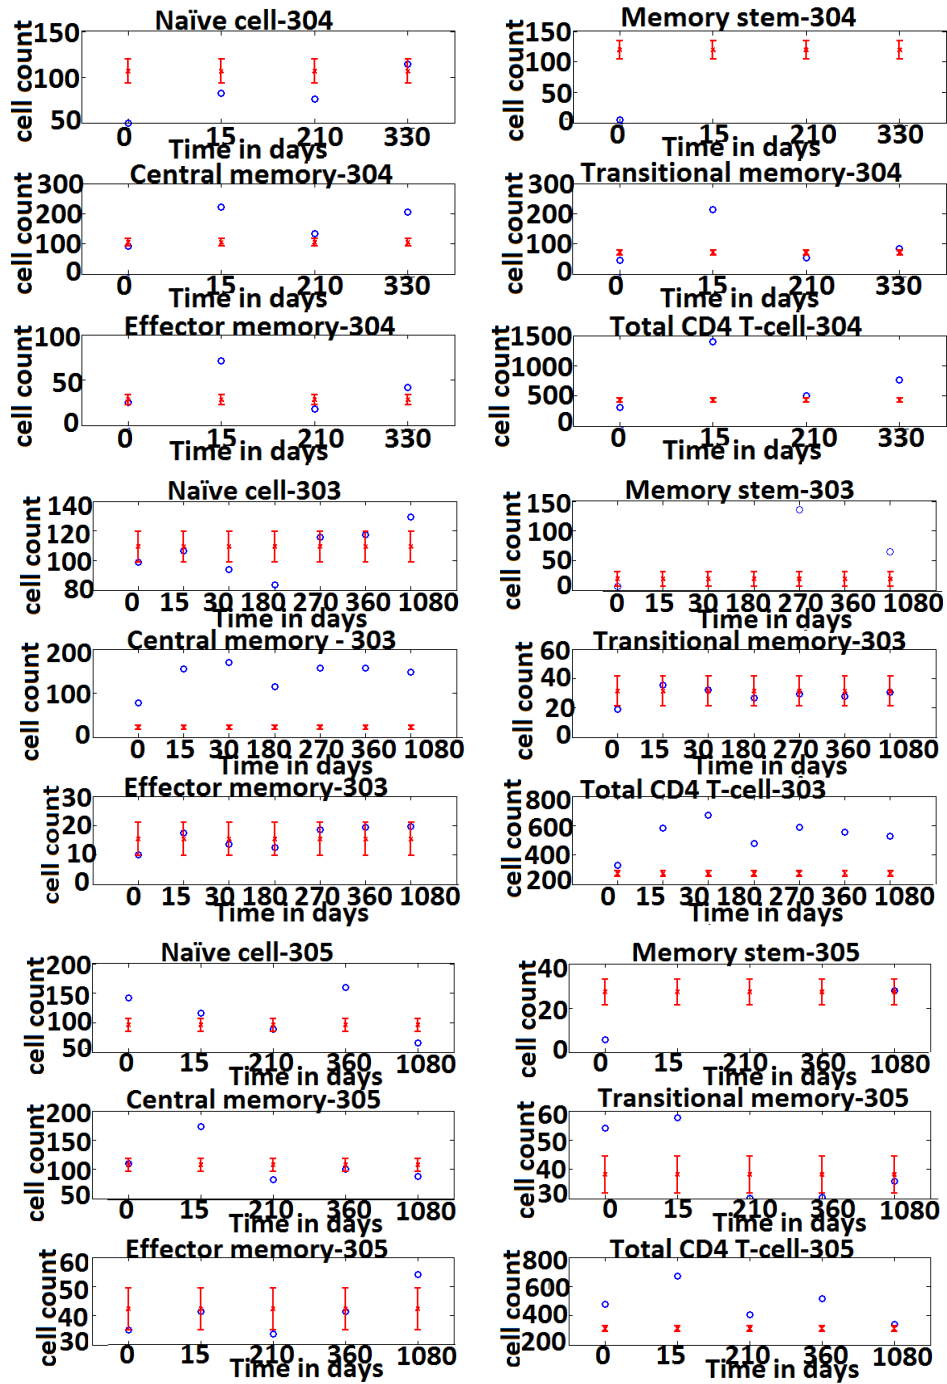 Naïve cell-304
cell count
150
100
50
0 15 210 330
Time in days
Memory stem-304
cell count
150
100
50
0
0 15 210 330
Time in days
Central memory-304
cell count
300
200
100
0
0 15 210 330
Time in days
Transitional memory-304
cell count
300
200
100
0
0 15 210 330
Time in days
Effector memory-304
cell count
100
50
0
0 15 210 330
Time in days
Total CD4 T-cell-304
cell count
1500
1000
500
0
0 15 210 330
Time in days
Naïve cell-303
cell count
140
120
100
80
0 15 30 180 270 360 1080
Time in days
Memory stem-303
cell count
150
100
50
0
0 15 30 180 270 360 1080
Time in days
Central memory - 303
cell count
200
100
0
0 15 30 180 270 360 1080
Time in days
Transitional memory-303
cell count
60
40
20
0
0 15 30 180 270 360 1080
Time in days
Effector memory-303
cell count
30
20
10
0
0 15 30 180 270 360 1080
Time in days
Total CD4 T-cell-303
cell count
800
600
400
200
0 15 30 180 270 360 1080
Time in days
Naïve cell-305
cell count
200
150
100
50
0 15 210 360 1080
Time in days
Memory stem-305
cell count
40
20
0
0 15 210 360 1080
Time in days
Central memory-305
cell count
200
150
100
50
0 15 210 360 1080
Time in days
Transitional memory-305
cell count
60
50
40
30
0 15 210 360 1080
Time in days
Effector memory-305
cell count
60
50
40
30
0 15 210 360 1080
Time in days
Total CD4 T-cell-305
cell count
800
600
400
200
0 15 210 360 1080
Time in days